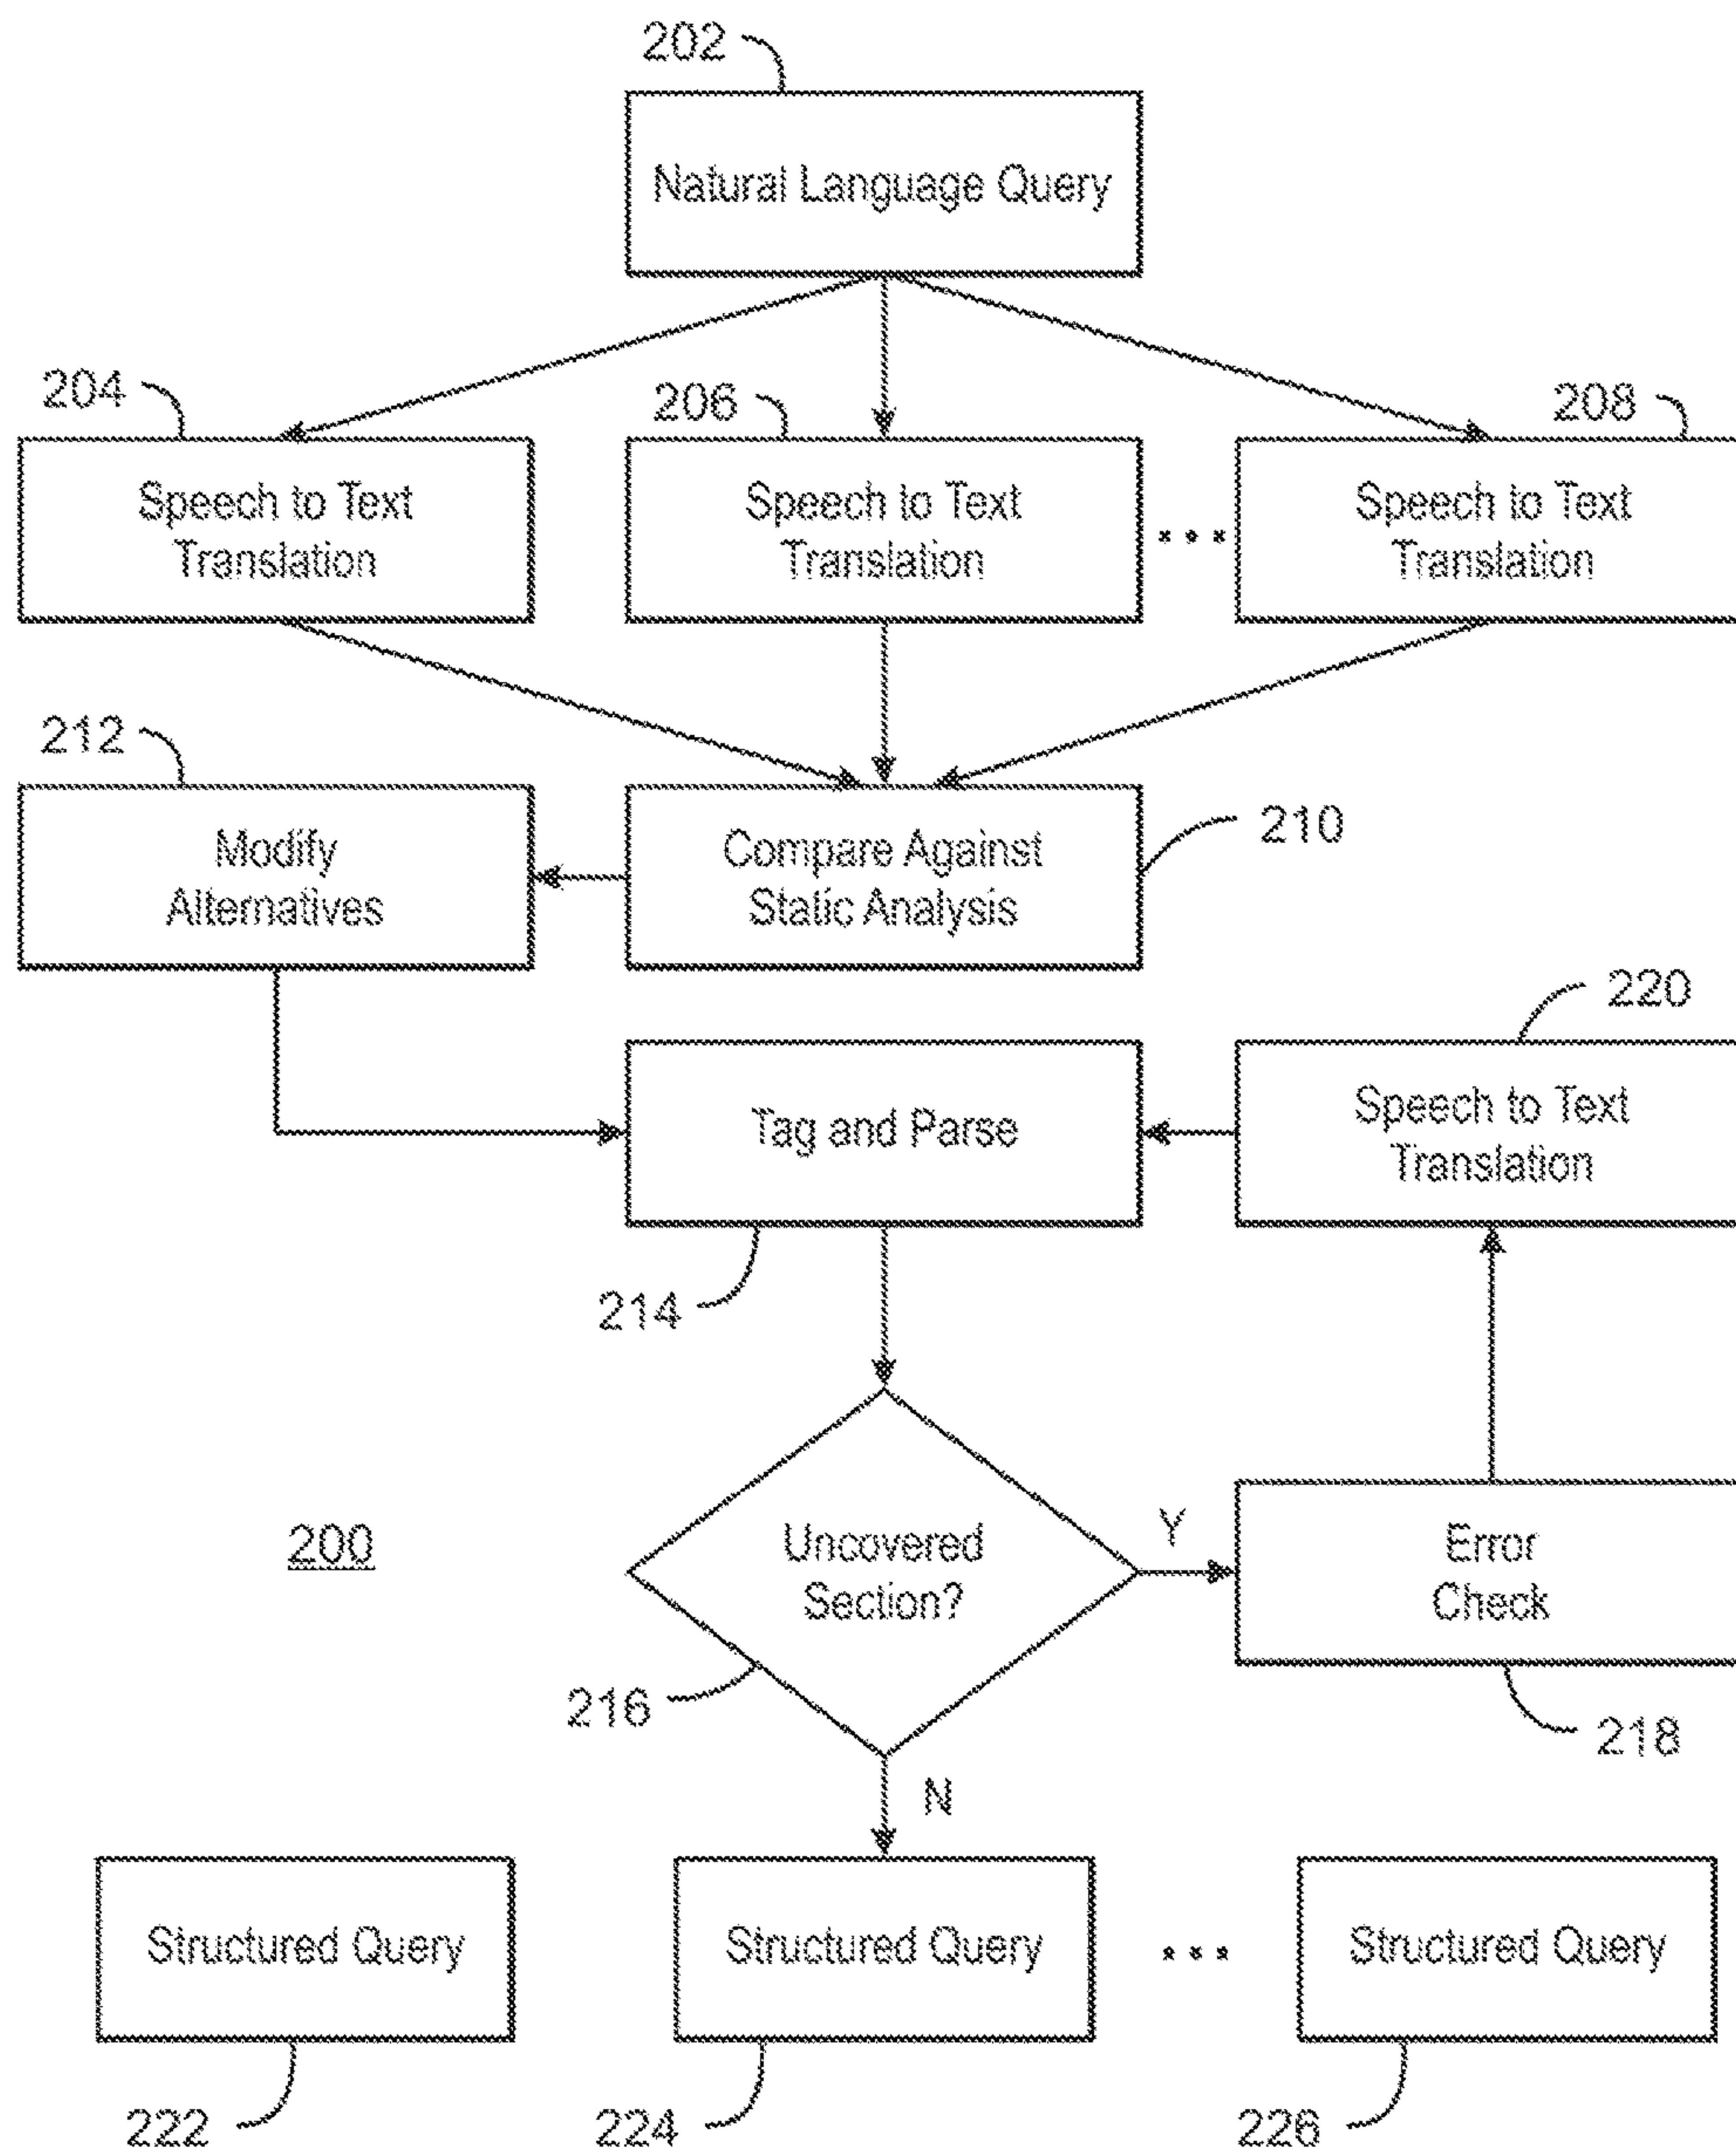 202
Natural Language Query
204
206
208
Speech to Text
Translation
Speech to Text
Translation
...
Speech to Text
Translation
212
Modify
Alternatives
Compare Against
Static Analysis
210
220
Tag and Parse
Speech to Text
Translation
214
200
Uncovered
Section?
Y
Error
Check
216
218
N
Structured Query
Structured Query
...
Structured Query
222
224
226